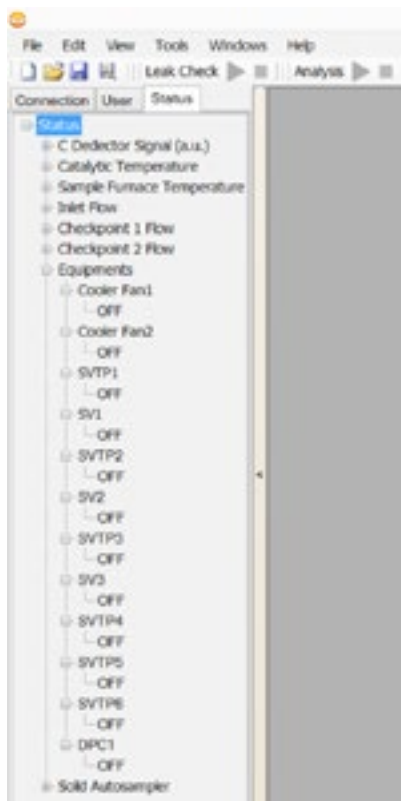 File Edit View Tools Windows Help
Leak Check Analysis
Connection User Status
Status
C Dedector Signal (a.u.)
Catalytic Temperature
Sample Furnace Temperature
Inlet Flow
Checkpoint 1 Flow
Checkpoint 2 Flow
Equipments
Cooler Fan1
OFF
Cooler Fan2
OFF
SVTP1
OFF
SV1
OFF
SVTP2
OFF
SV2
OFF
SVTP3
OFF
SV3
OFF
SVTP4
OFF
SVTP5
OFF
SVTP6
OFF
DPC1
OFF
Solid Autosampler